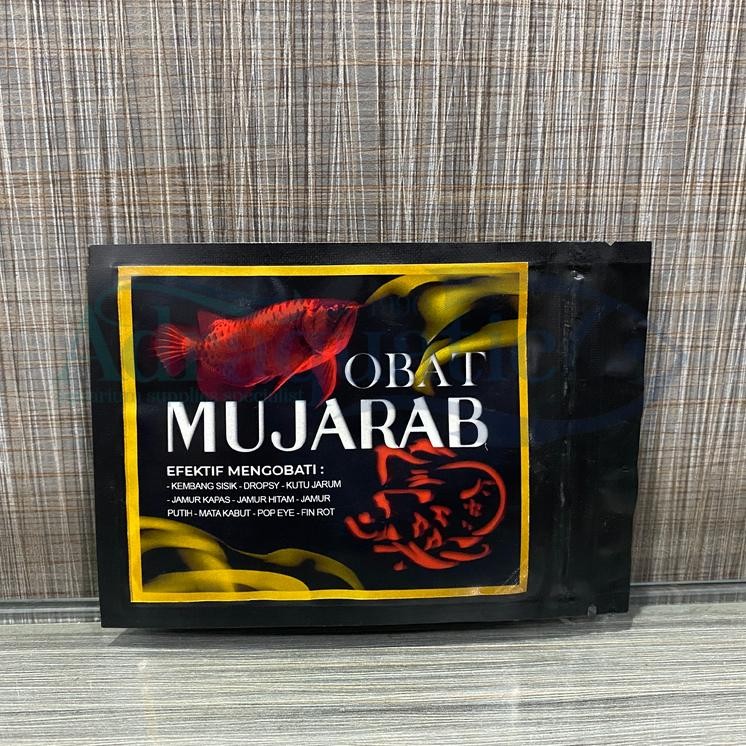 OBAT
MUJARAB
EFEKTIF MENGOBATI :
- KEMBANG SISIK - DROPSY - KUTU JARUM
- JAMUR KAPAS - JAMUR HITAM - JAMUR
PUTIH - MATA KABUT - POP EYE - FIN ROT